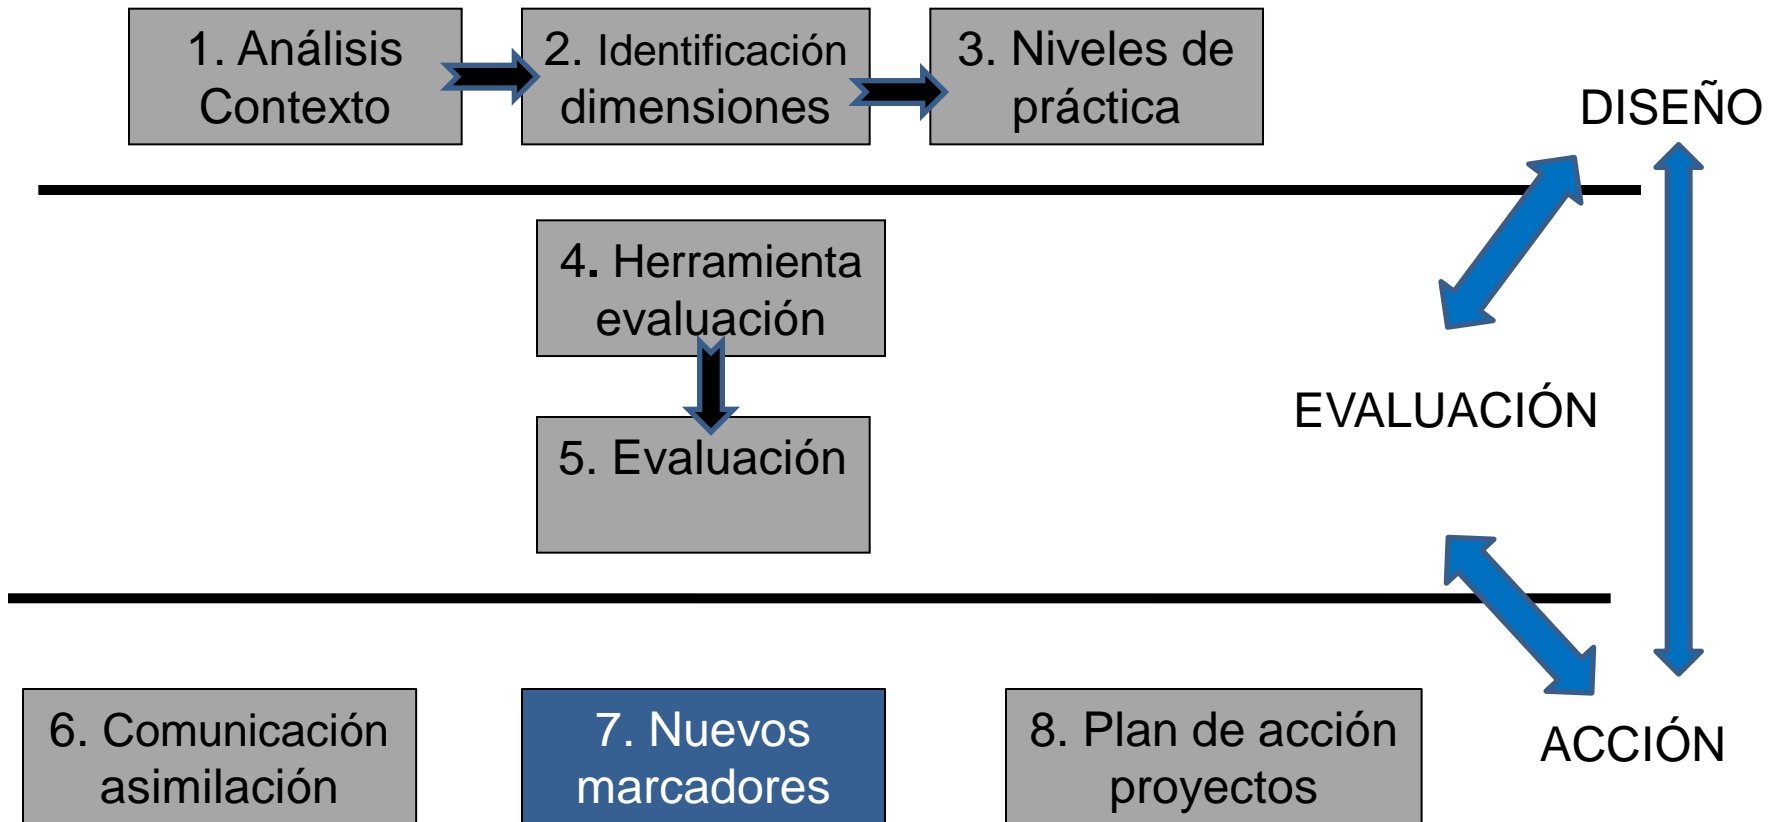 1. Análisis
Contexto
2. Identificación
dimensiones
3. Niveles de
práctica
DISEÑO
4. Herramienta
evaluación
EVALUACIÓN
5. Evaluación
6. Comunicación
asimilación
7. Nuevos
marcadores
8. Plan de acción
proyectos
ACCIÓN